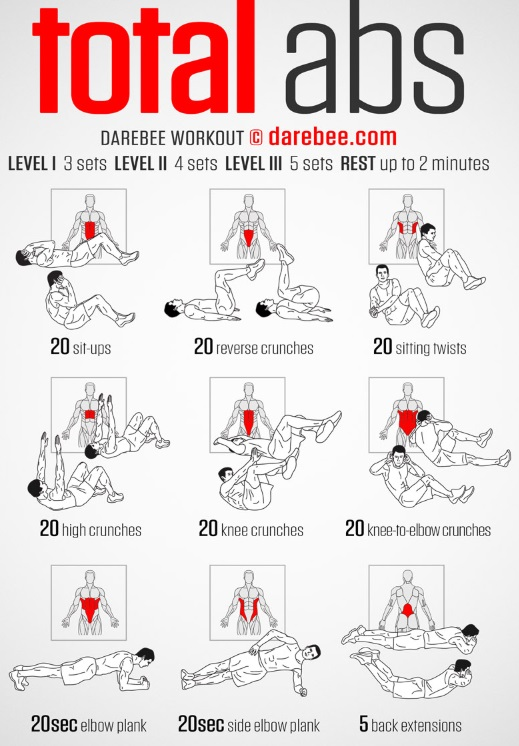 total abs
DAREBEE WORKOUT © darebee.com
LEVEL I 3 sets LEVEL II 4 sets LEVEL III 5 sets REST up to 2 minutes
20 sit-ups
20 reverse crunches
20 sitting twists
20 high crunches
20 knee crunches
20 knee-to-elbow crunches
20sec elbow plank
20sec side elbow plank
5 back extensions